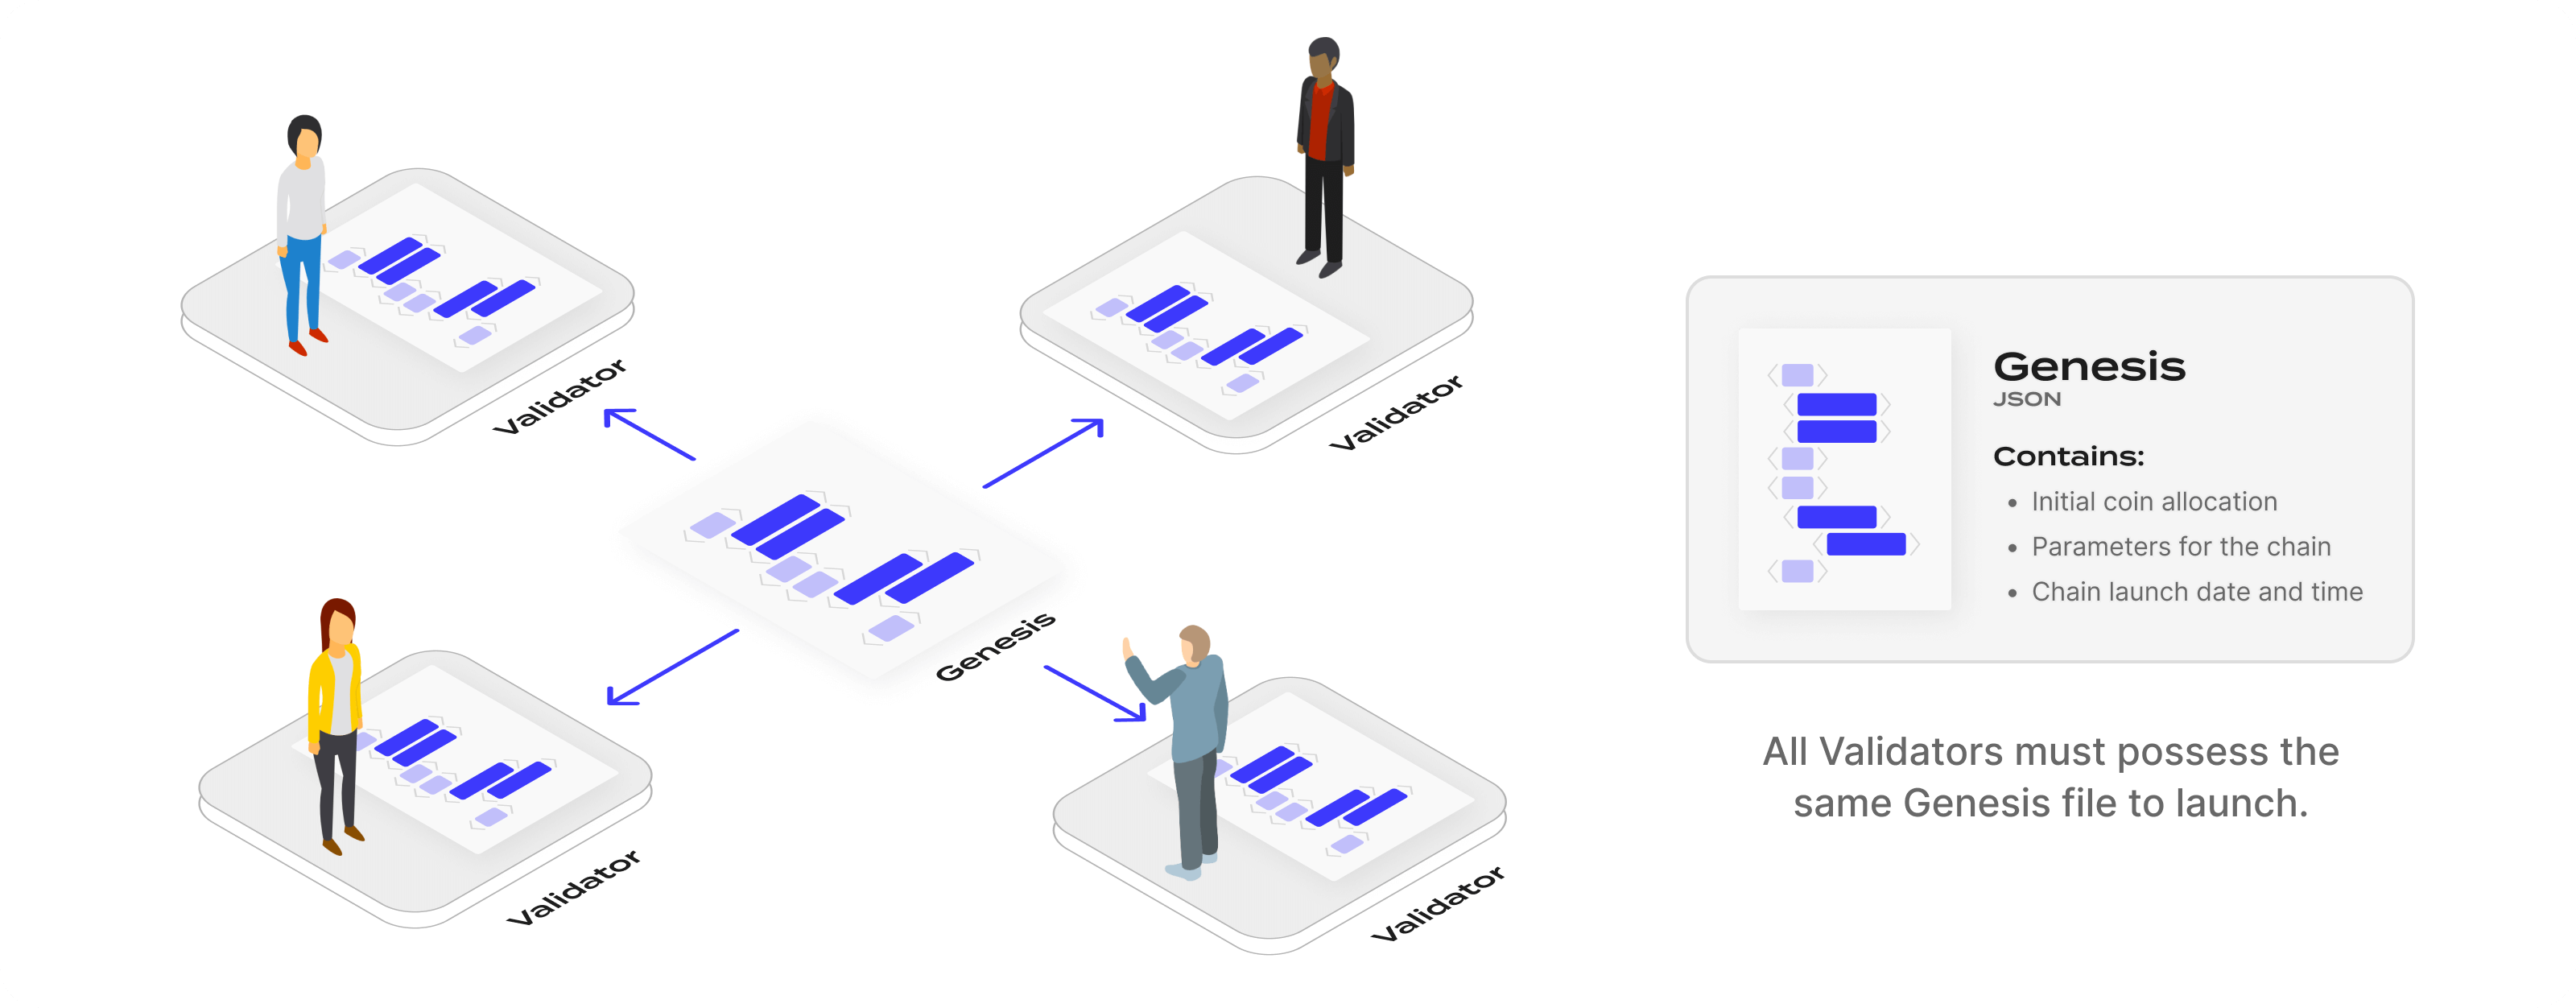 Validator
Validator
Genesis
Validator
Validator
Genesis
JSON
Contains:
• Initial coin allocation
• Parameters for the chain
• Chain launch date and time
All Validators must possess the
same Genesis file to launch.